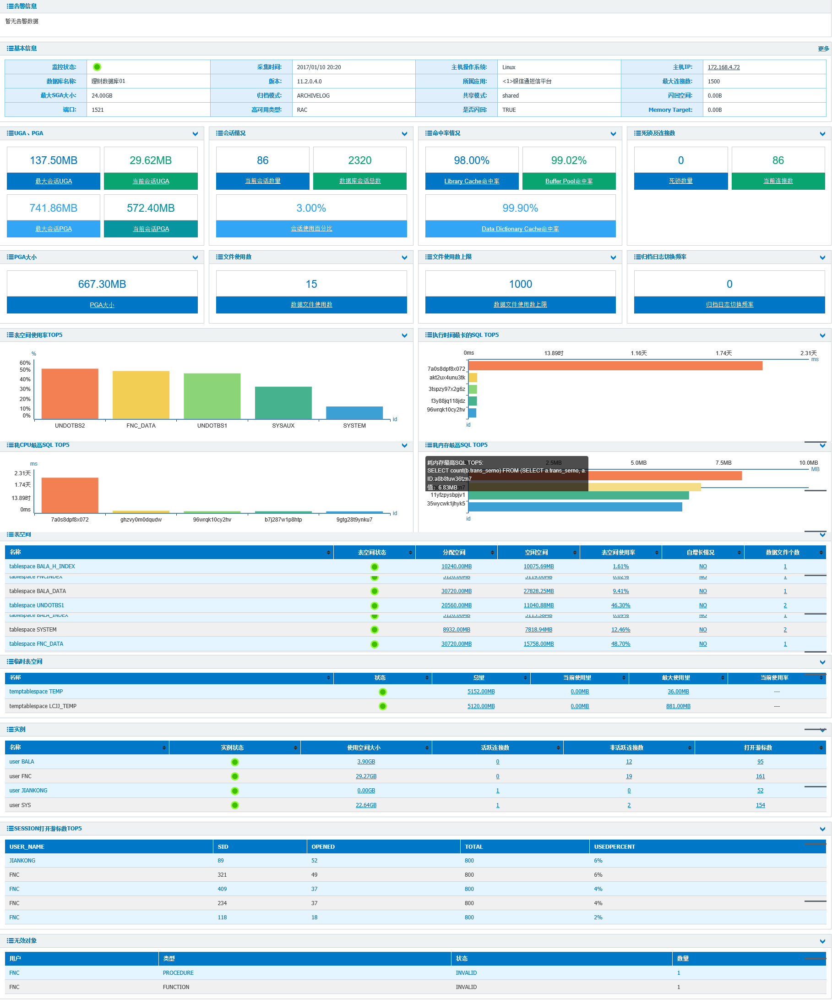 告警信息
暂无告警数据
基本信息 更多
监控状态: 采集时间: 2017/01/10 20:20 主机操作系统: Linux 主机IP: 172.168.4.72
数据库名称: 理财数据库01 版本: 11.2.0.4.0 所属应用: <1>银信通短信平台 最大连接数: 1500
最大SGA大小: 24.00GB 归档模式: ARCHIVELOG 共享模式: shared 闪回空间: 0.00B
端口: 1521 高可用类型: RAC 是否闪回: TRUE Memory Target: 0.00B
UGA、PGA 会话情况 命中率情况 死锁及连接数
137.50MB 29.62MB 86 2320 98.00% 99.02% 0 86
最大会话UGA 当前会话UGA 当前会话数量 数据库会话总数 Library Cache命中率 Buffer Pool命中率 死锁数量 当前连接数
741.86MB 572.40MB 3.00% 99.90%
最大会话PGA 当前会话PGA 会话使用百分比 Data Dictionary Cache命中率
PGA大小 文件使用数 文件使用数上限 归档日志切换频率
667.30MB 15 1000 0
PGA大小 数据文件使用数 数据文件使用数上限 归档日志切换频率
表空间使用率TOP5
%
60%
50%
40%
30%
20%
10%
0%
id
UNDOTBS2 FNC_DATA UNDOTBS1 SYSAUX SYSTEM
执行时间最长的SQL TOP5
0ms 13.89时 1.16天 1.74天 2.31天
ms
7a0s8dpf8x072
akt2ux4unu3tk
3tspzy97x2g6z
f3y88jq118jdz
96wrqk10cy2hv
id
耗CPU最高SQL TOP5
ms
2.31天
1.74天
13.89时
0ms
id
7a0s8dpf8x072 ghzvy0m0dqudw 96wrqk10cy2hv b7j287w1p8htp 9gtg28t9ynku7
耗内存最高SQL TOP5
2.5MB 5.0MB 7.5MB 10.0MB
MB
耗内存最高SQL TOP5:
SELECT count(b.trans_serno) FROM (SELECT a.trans_serno, a.
ID:a8b8tuw36tzn7
值: 6.83MB
11yfzpysbpjv1
35wycwk1jhyk5
id
表空间
名称 表空间状态 分配空间 空闲空间 表空间使用率 自增长情况 数据文件个数
tablespace BALA_H_INDEX 10240.00MB 10075.69MB 1.61% NO 1
tablespace FNCINDEX 5120.00MB 5119.00MB 0.02% NO 1
tablespace BALA_DATA 30720.00MB 27828.25MB 9.41% NO 1
tablespace UNDOTBS1 20560.00MB 11040.88MB 46.30% NO 2
tablespace BALA_INDEX 5120.00MB 5115.38MB 0.09% NO 1
tablespace SYSTEM 8932.00MB 7818.94MB 12.46% NO 2
tablespace FNC_DATA 30720.00MB 15758.00MB 48.70% NO 1
临时表空间
名称 状态 总量 当前使用量 最大使用量 当前使用率
temptablespace TEMP 5152.00MB 0.00MB 36.00MB ---
temptablespace LCJJ_TEMP 5120.00MB 0.00MB 881.00MB ---
实例
名称 实例状态 使用空间大小 活跃连接数 非活跃连接数 打开游标数
user BALA 3.90GB 0 12 95
user FNC 29.27GB 0 19 161
user JIANKONG 0.00GB 1 0 52
user SYS 22.64GB 1 2 154
SESSION打开游标数TOP5
USER_NAME SID OPENED TOTAL USEDPERCENT
JIANKONG 89 52 800 6%
FNC 321 49 800 6%
FNC 409 37 800 4%
FNC 234 37 800 4%
FNC 118 18 800 2%
无效对象
用户 类型 状态 数量
FNC PROCEDURE INVALID 1
FNC FUNCTION INVALID 1